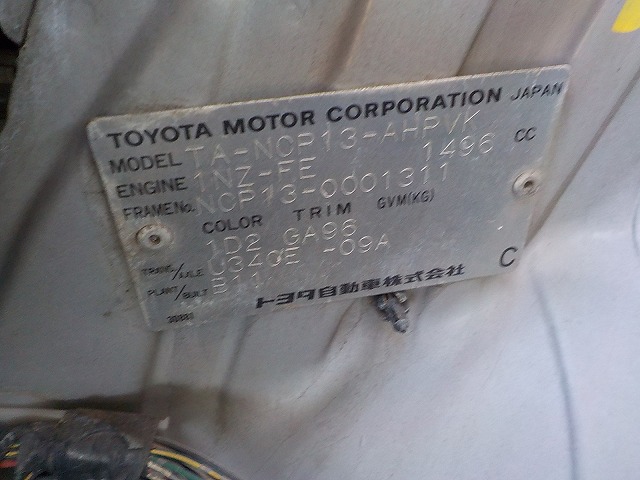 TOYOTA MOTOR CORPORATION JAPAN
MODEL TA-NCP13-AHPVK
ENGINE 1NZ-FE 1496 CC
FRAME No. NCP13-0001311
COLOR TRIM GVM(KG)
1D2 GA96
TRANS/AXLE U340E -09A
PLANT/BUILT B11
トヨタ自動車株式会社 C
30881